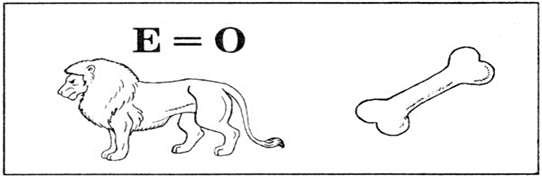 E = O